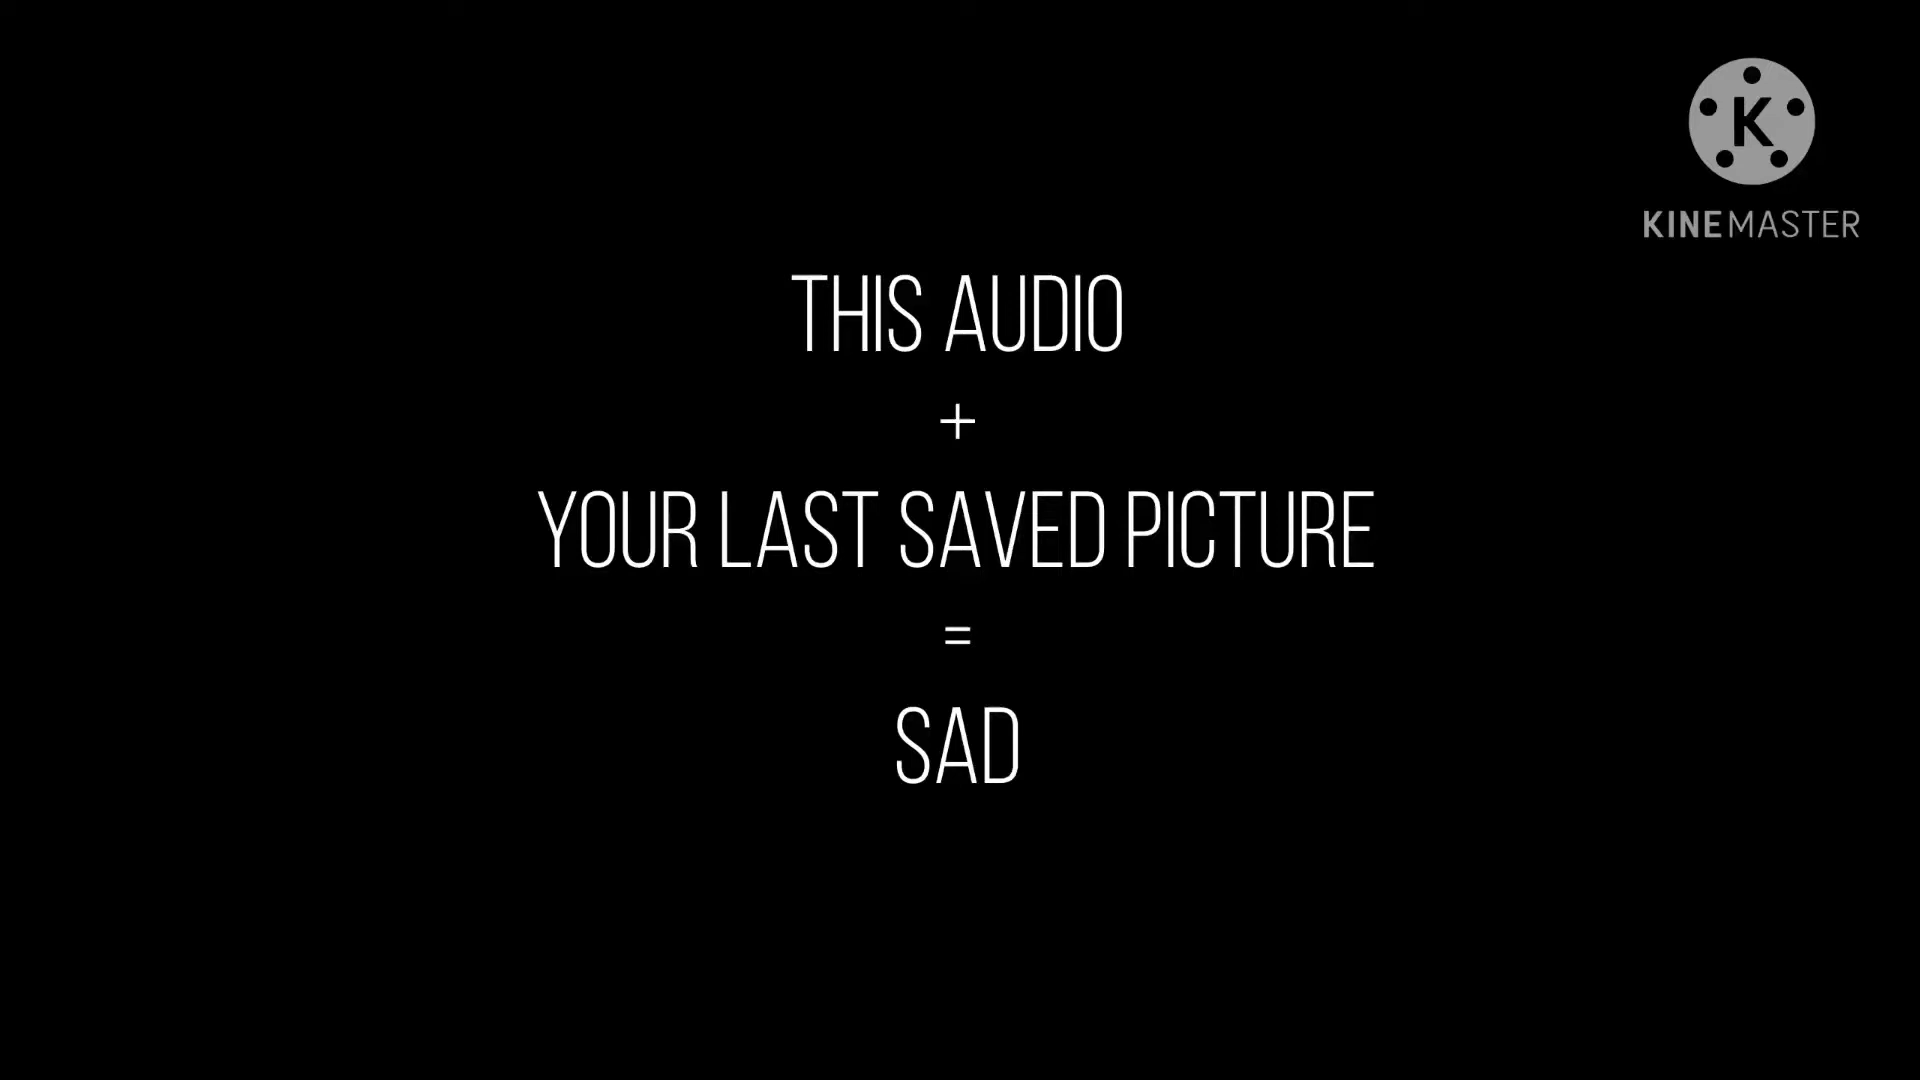 K
KINEMASTER
THIS AUDIO
+
YOUR LAST SAVED PICTURE
=
SAD